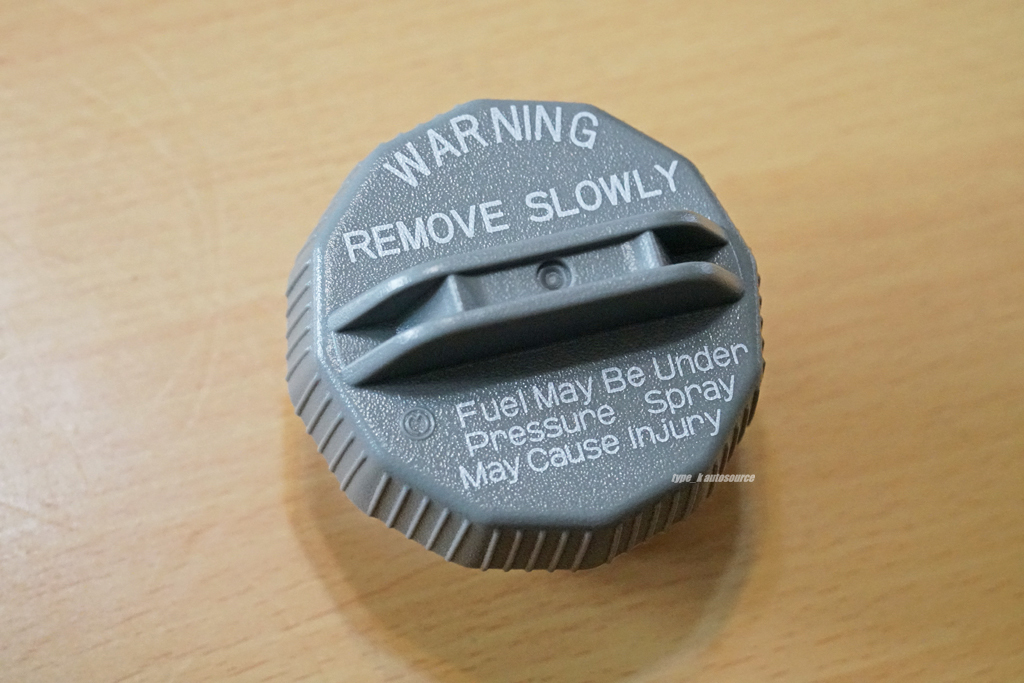 WARNING
REMOVE SLOWLY
Fuel May Be Under
Pressure Spray
May Cause Injury
type_k autosource